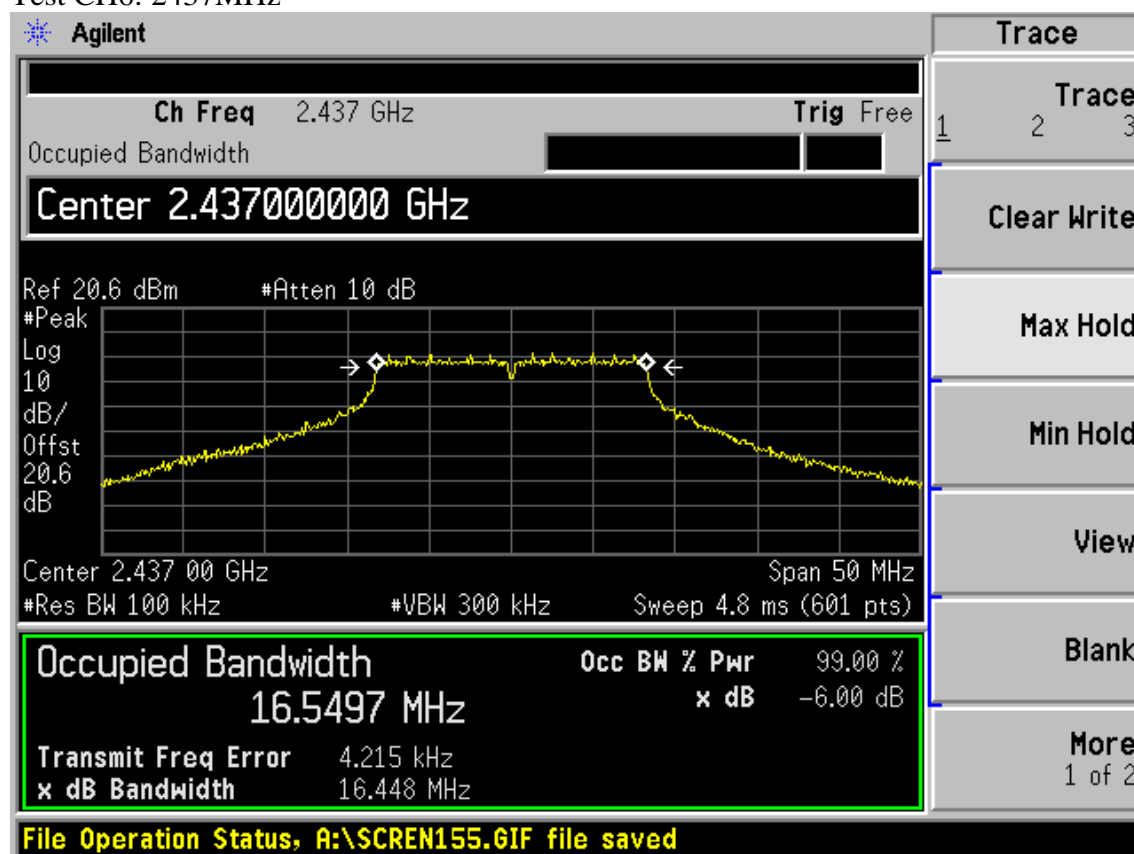 Test CH6: 2437MHz
Agilent
Trace
Ch Freq 2.437 GHz Trig Free
Occupied Bandwidth
Center 2.437000000 GHz
Ref 20.6 dBm #Atten 10 dB
#Peak
Log
10
dB/
Offst
20.6
dB
Center 2.437 00 GHz Span 50 MHz
#Res BW 100 kHz #VBW 300 kHz Sweep 4.8 ms (601 pts)
Occupied Bandwidth Occ BW % Pwr 99.00 %
16.5497 MHz x dB -6.00 dB
Transmit Freq Error 4.215 kHz
x dB Bandwidth 16.448 MHz
File Operation Status, A:\SCREN155.GIF file saved
Trace
1 2 3
Clear Write
Max Hold
Min Hold
View
Blank
More
1 of 2